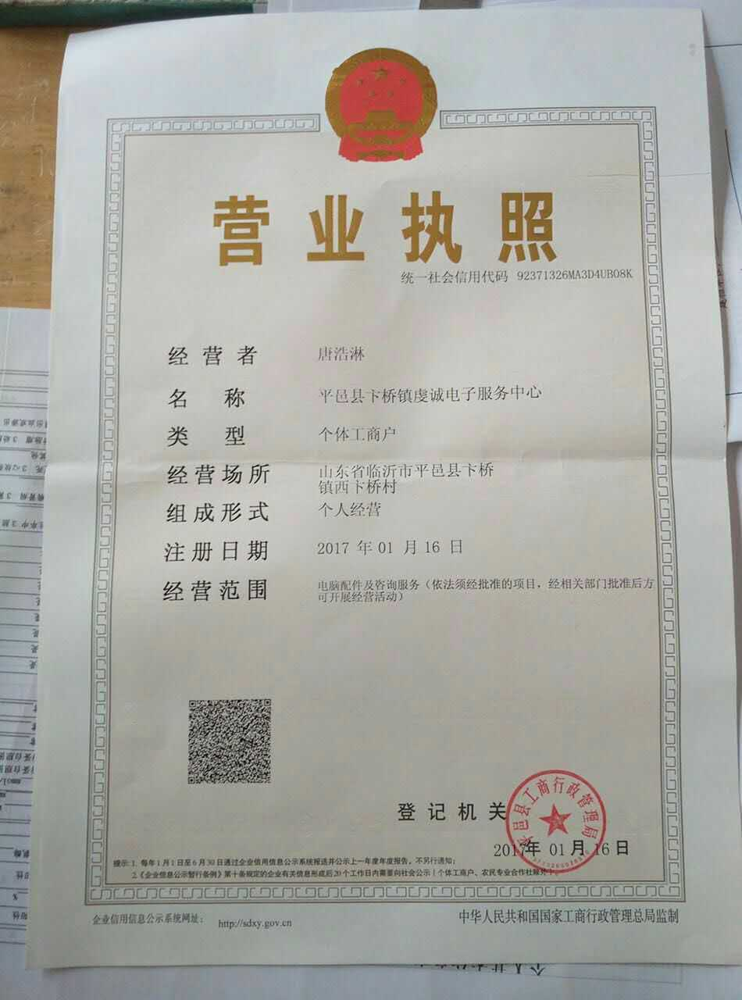 营业执照
统一社会信用代码 92371326MA3D4UB08K
经营者 唐浩淋
名称 平邑县卞桥镇虔诚电子服务中心
类型 个体工商户
经营场所 山东省临沂市平邑县卞桥
镇西卞桥村
组成形式 个人经营
注册日期 2017 年 01 月 16 日
经营范围 电脑配件及咨询服务（依法须经批准的项目，经相关部门批准后方
可开展经营活动）
登记机关
平邑县工商行政管理局
2017年 01月 16日
提示：1. 每年1月1日至6月30日通过企业信用信息公示系统报送并公示上一年度年度报告，不另行通知；
2.《企业信息公示暂行条例》第十条规定的企业有关信息形成后20个工作日内需要向社会公示（个体工商户、农民专业合作社除外）。
企业信用信息公示系统网址： http://sdxy.gov.cn
中华人民共和国国家工商行政管理总局监制